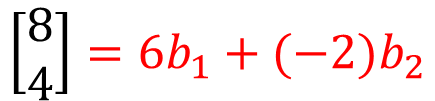 [8
4] = 6b₁ + (−2)b₂